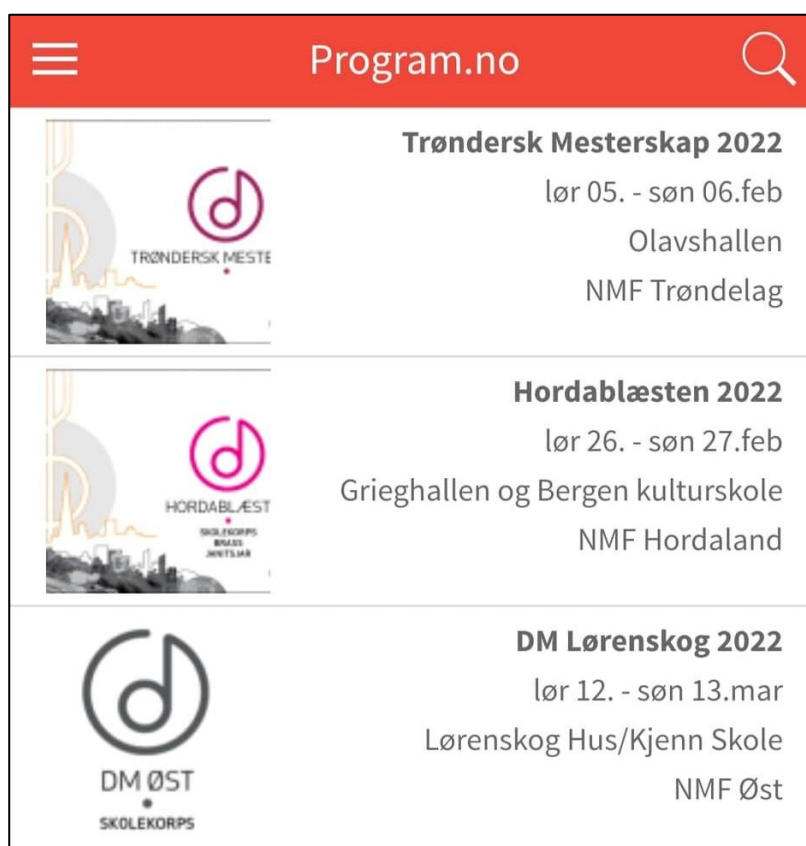 Program.no
TRØNDERSK MESTE
Trøndersk Mesterskap 2022
lør 05. - søn 06.feb
Olavshallen
NMF Trøndelag
HORDABLÆST
SKOLEKORPS
BRASS
JANITSJAR
Hordablæsten 2022
lør 26. - søn 27.feb
Grieghallen og Bergen kulturskole
NMF Hordaland
DM ØST
SKOLEKORPS
DM Lørenskog 2022
lør 12. - søn 13.mar
Lørenskog Hus/Kjenn Skole
NMF Øst